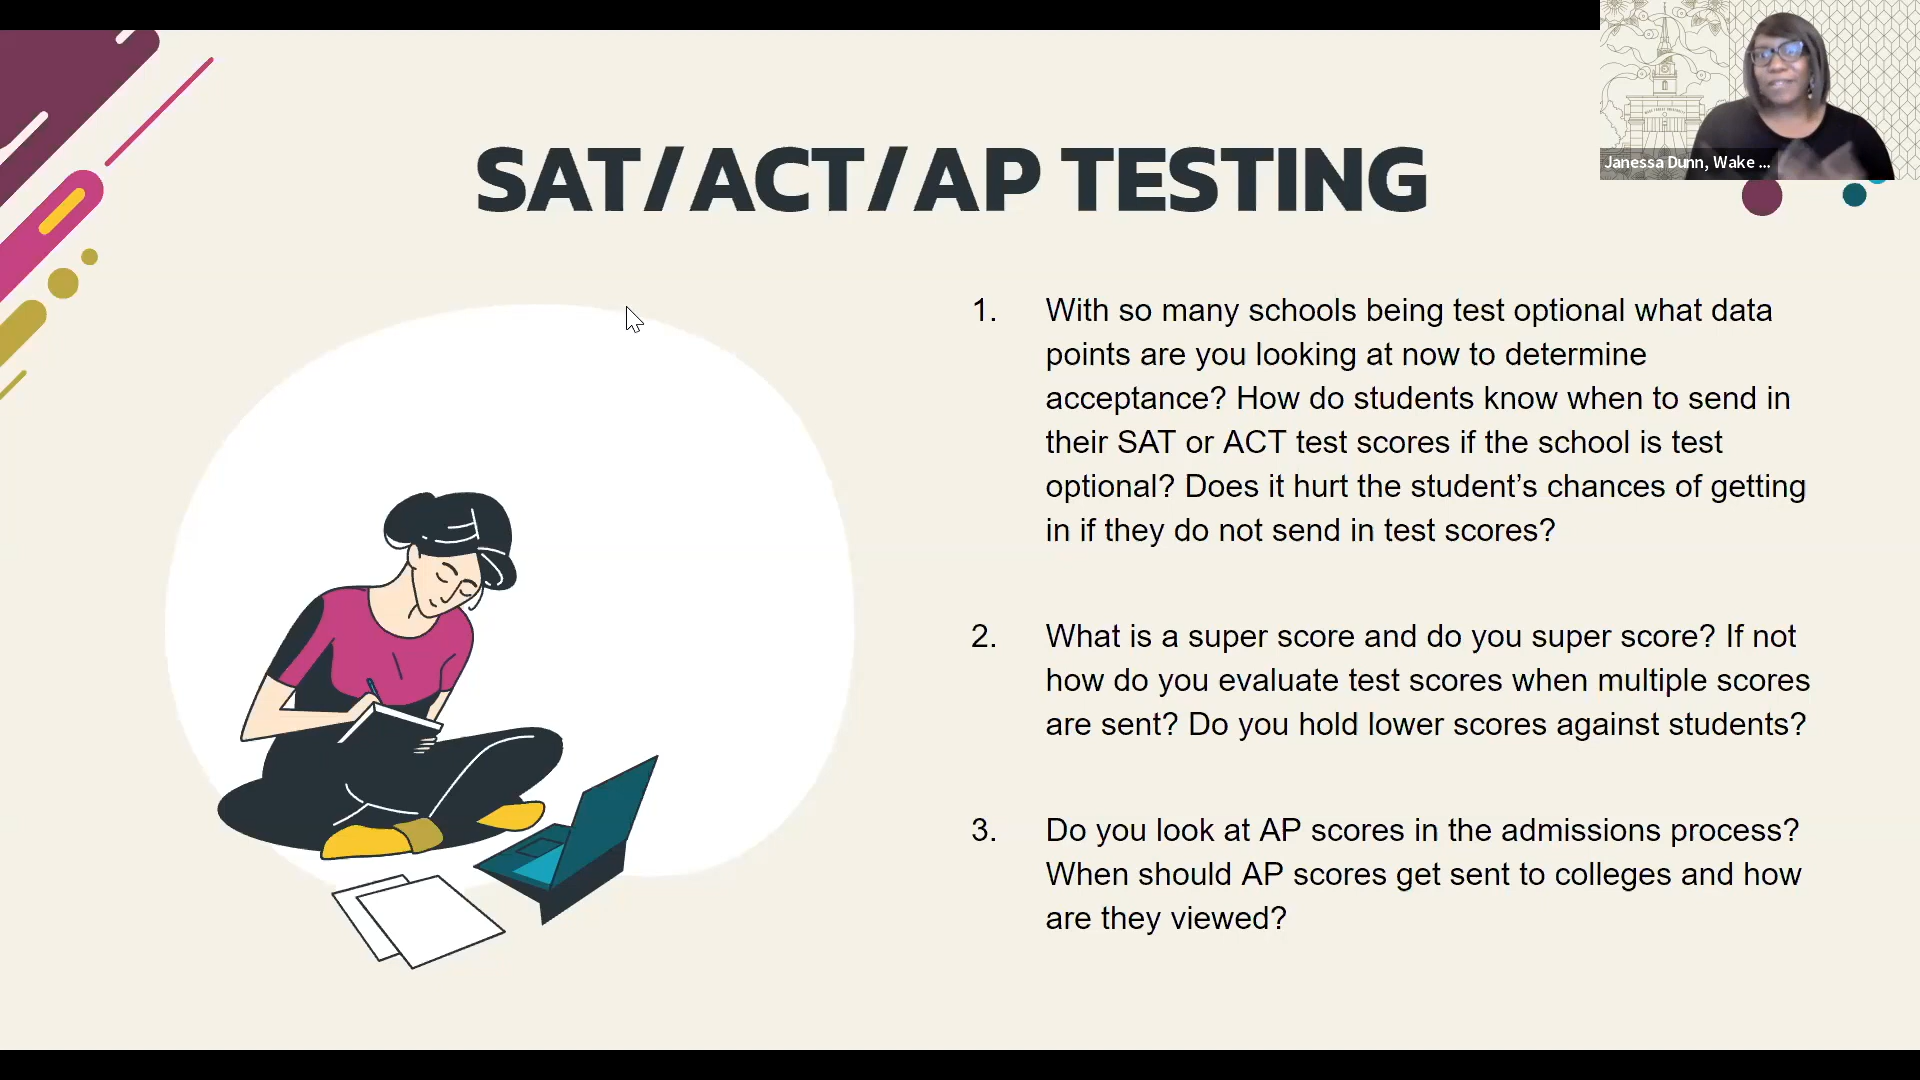 Janessa Dunn, Wake ...
SAT/ACT/AP TESTING
1. With so many schools being test optional what data
points are you looking at now to determine
acceptance? How do students know when to send in
their SAT or ACT test scores if the school is test
optional? Does it hurt the student’s chances of getting
in if they do not send in test scores?
2. What is a super score and do you super score? If not
how do you evaluate test scores when multiple scores
are sent? Do you hold lower scores against students?
3. Do you look at AP scores in the admissions process?
When should AP scores get sent to colleges and how
are they viewed?